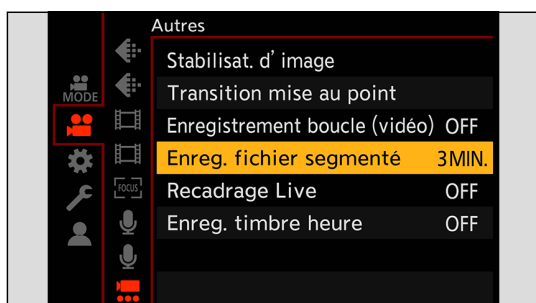 Autres
Stabilisat. d'image
Transition mise au point
Enregistrement boucle (vidéo) OFF
MODE
Enreg. fichier segmenté 3MIN.
Recadrage Live OFF
FOCUS
Enreg. timbre heure OFF